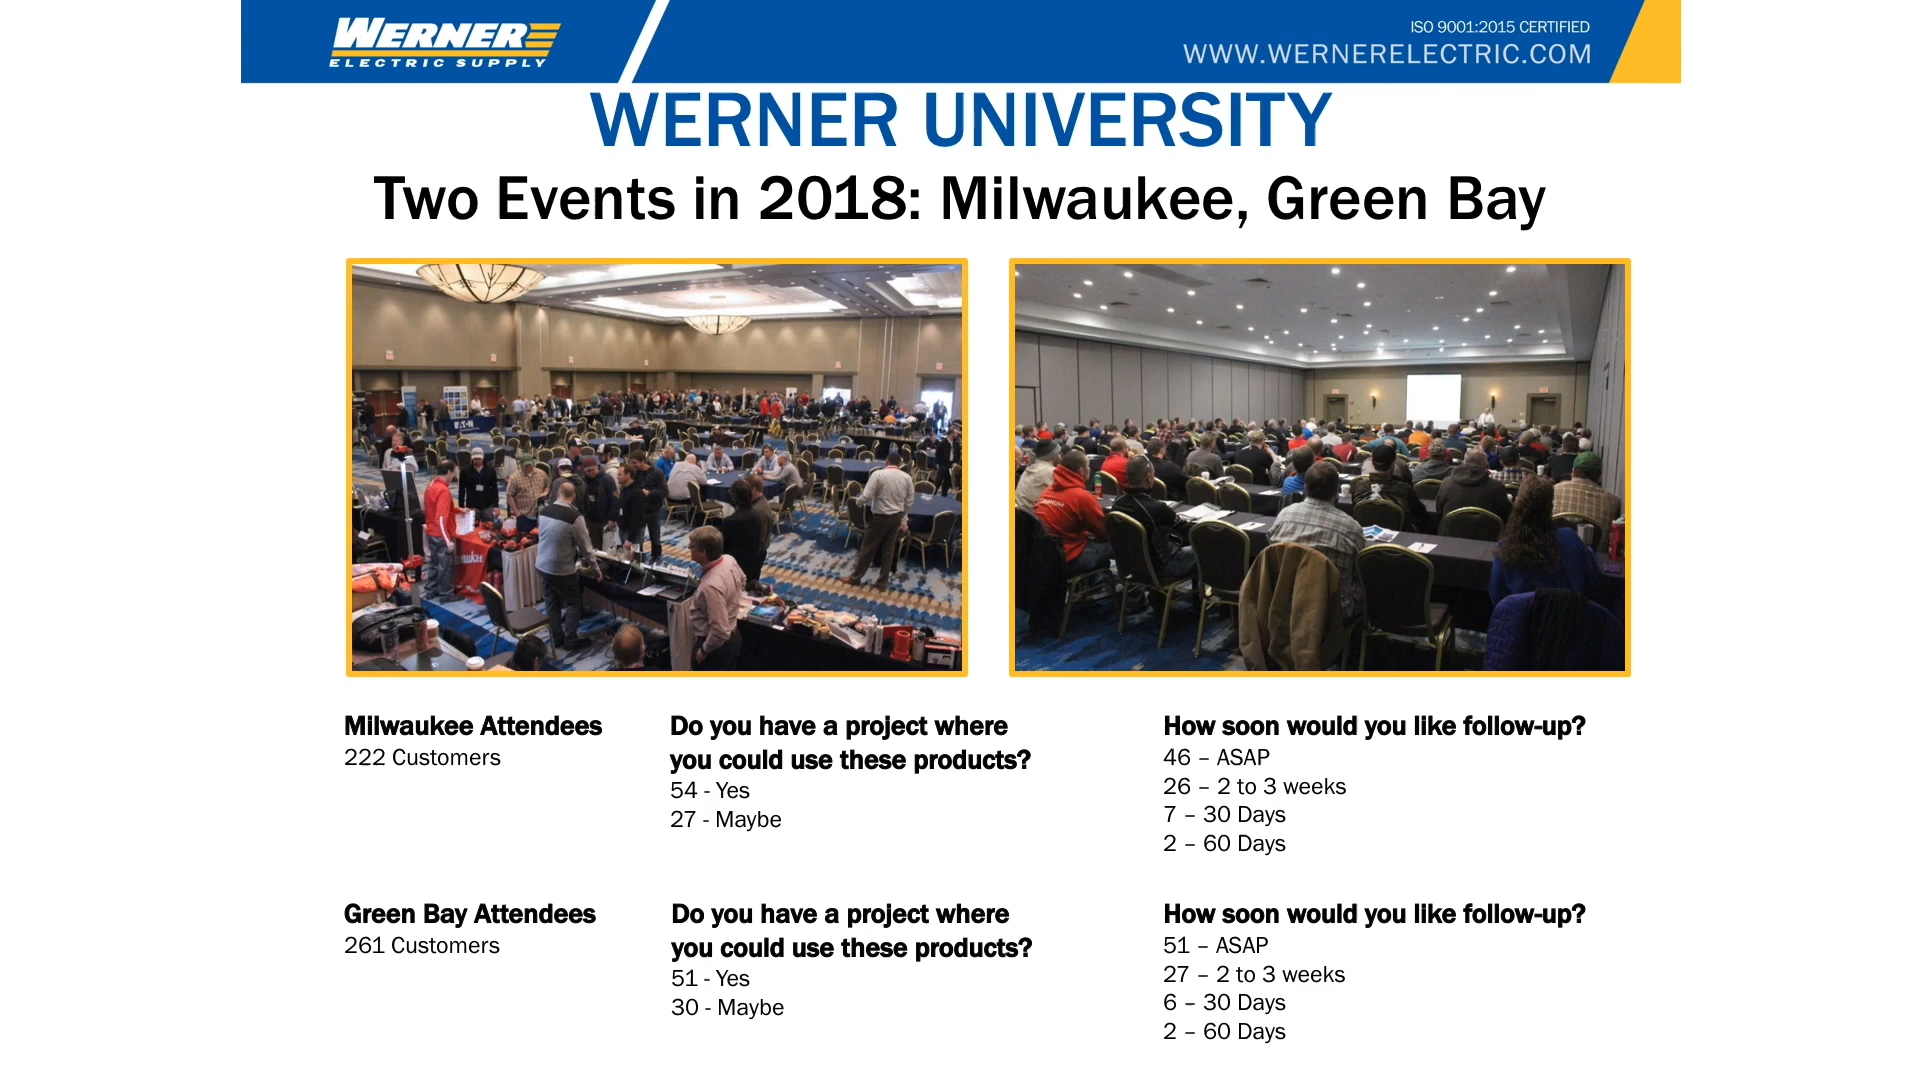 WERNER
ELECTRIC SUPPLY
ISO 9001:2015 CERTIFIED
WWW.WERNERELECTRIC.COM
WERNER UNIVERSITY
Two Events in 2018: Milwaukee, Green Bay
EATON
Milwaukee Attendees
222 Customers
Do you have a project where
you could use these products?
54 - Yes
27 - Maybe
How soon would you like follow-up?
46 – ASAP
26 – 2 to 3 weeks
7 – 30 Days
2 – 60 Days
Green Bay Attendees
261 Customers
Do you have a project where
you could use these products?
51 - Yes
30 - Maybe
How soon would you like follow-up?
51 – ASAP
27 – 2 to 3 weeks
6 – 30 Days
2 – 60 Days